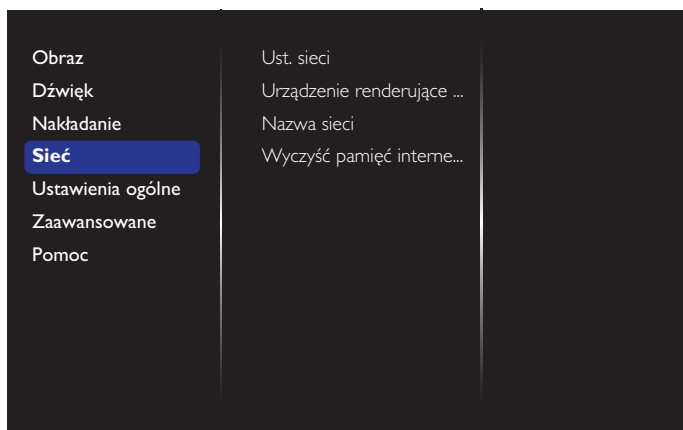 Obraz
Dźwięk
Nakładanie
Sieć
Ustawienia ogólne
Zaawansowane
Pomoc
Ust. sieci
Urządzenie renderujące ...
Nazwa sieci
Wyczyść pamięć interne...